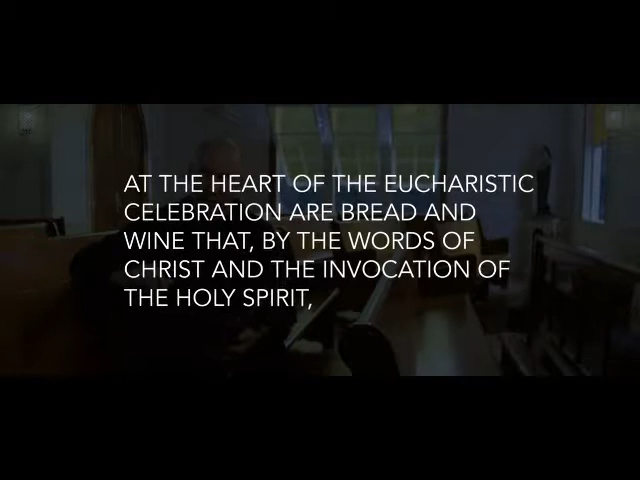 AT THE HEART OF THE EUCHARISTIC
CELEBRATION ARE BREAD AND
WINE THAT, BY THE WORDS OF
CHRIST AND THE INVOCATION OF
THE HOLY SPIRIT,